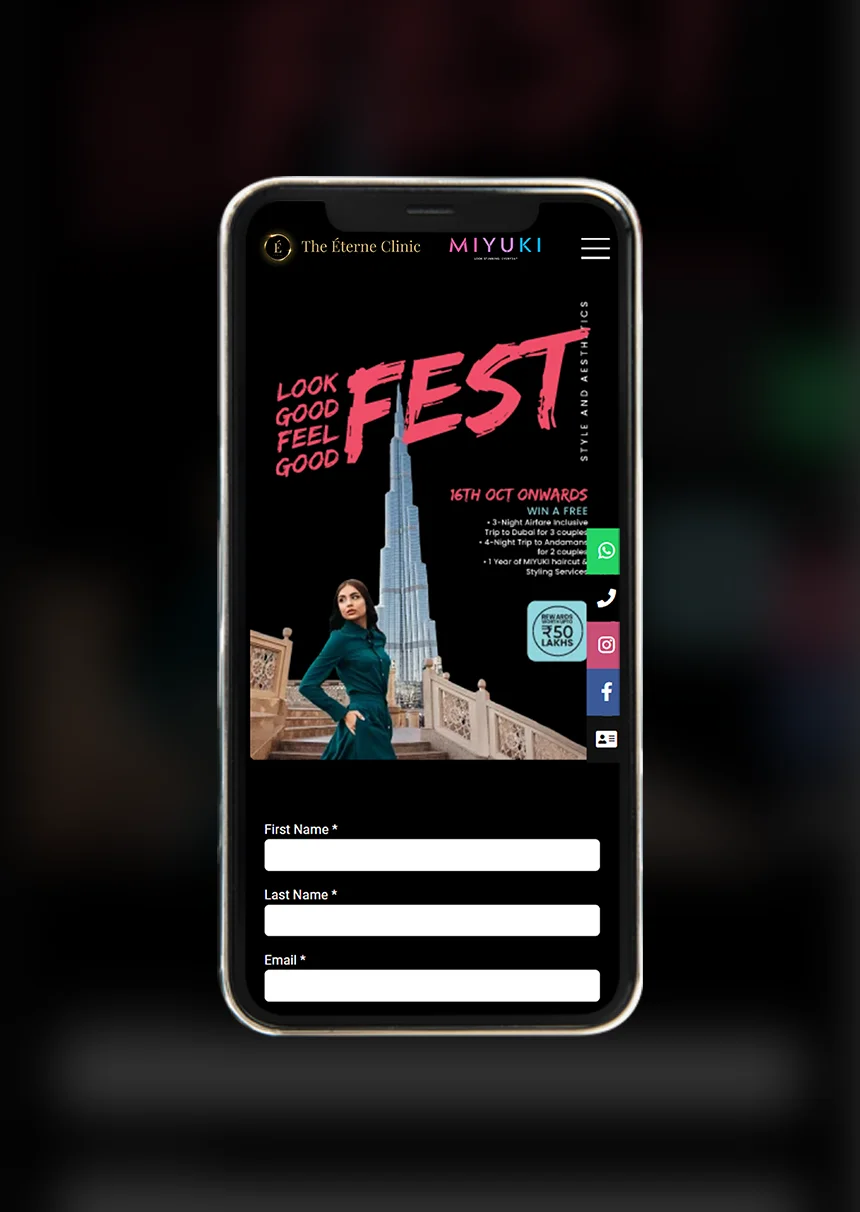 É The Éterne Clinic
MIYUKI
STYLE AND AESTHETICS
LOOK
GOOD
FEEL
GOOD
FEST
16TH OCT ONWARDS
WIN A FREE
• 3-Night Airfare Inclusive
Trip to Dubai for 3 couples
• 4-Night Trip to Andamans
for 2 couples
• 1 Year of MIYUKI haircut &
Styling Services
REWARDS
WORTH UPTO
₹50
LAKHS
First Name *
Last Name *
Email *